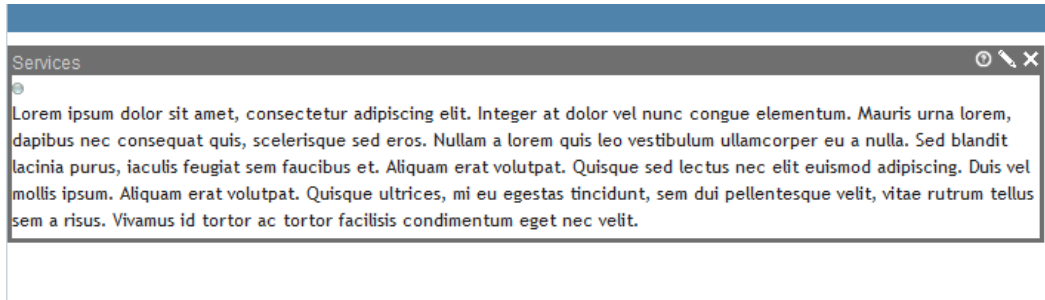 Services
Lorem ipsum dolor sit amet, consectetur adipiscing elit. Integer at dolor vel nunc congue elementum. Mauris urna lorem,
dapibus nec consequat quis, scelerisque sed eros. Nullam a lorem quis leo vestibulum ullamcorper eu a nulla. Sed blandit
lacinia purus, iaculis feugiat sem faucibus et. Aliquam erat volutpat. Quisque sed lectus nec elit euismod adipiscing. Duis vel
mollis ipsum. Aliquam erat volutpat. Quisque ultrices, mi eu egestas tincidunt, sem dui pellentesque velit, vitae rutrum tellus
sem a risus. Vivamus id tortor ac tortor facilisis condimentum eget nec velit.